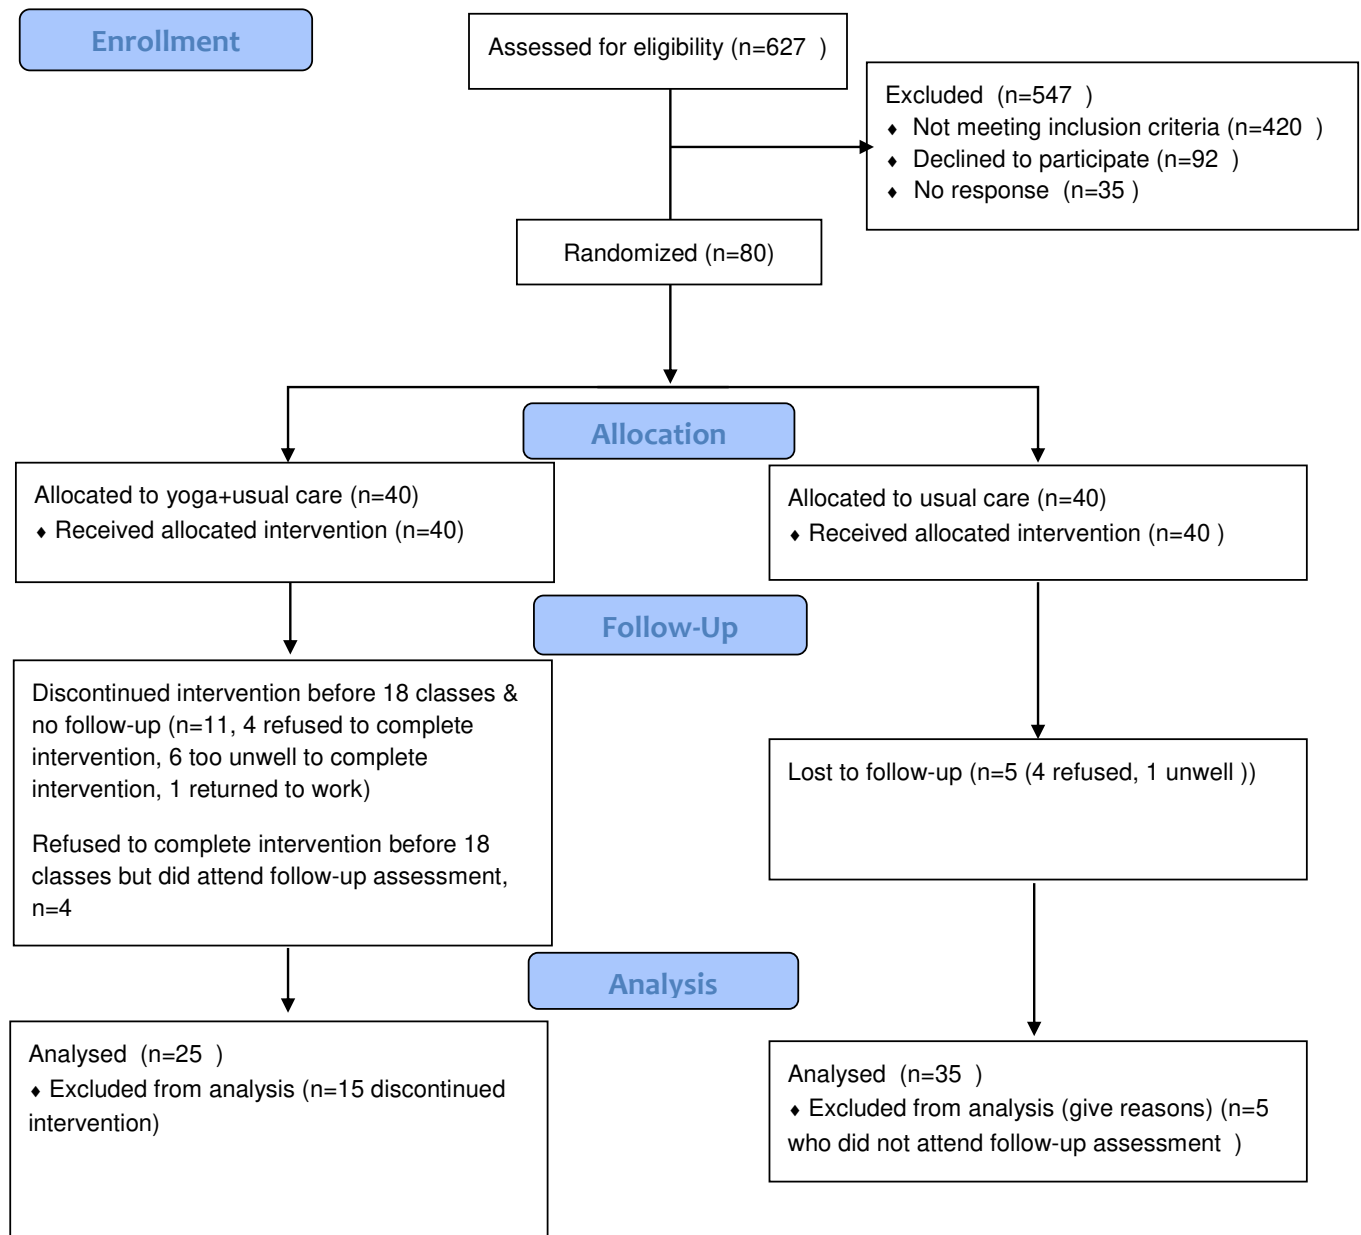 Enrollment
Assessed for eligibility (n=627  )
Excluded  (n=547  )
♦ Not meeting inclusion criteria (n=420  )
♦ Declined to participate (n=92  )
♦ No response  (n=35 )
Randomized (n=80)
Allocation
Allocated to yoga+usual care (n=40)
♦ Received allocated intervention (n=40)
Allocated to usual care (n=40)
♦ Received allocated intervention (n=40 )
Follow-Up
Discontinued intervention before 18 classes &
no follow-up (n=11, 4 refused to complete
intervention, 6 too unwell to complete
intervention, 1 returned to work)
Refused to complete intervention before 18
classes but did attend follow-up assessment,
n=4
Lost to follow-up (n=5 (4 refused, 1 unwell ))
Analysis
Analysed  (n=25  )
♦ Excluded from analysis (n=15 discontinued
intervention)
Analysed  (n=35  )
♦ Excluded from analysis (give reasons) (n=5
who did not attend follow-up assessment  )